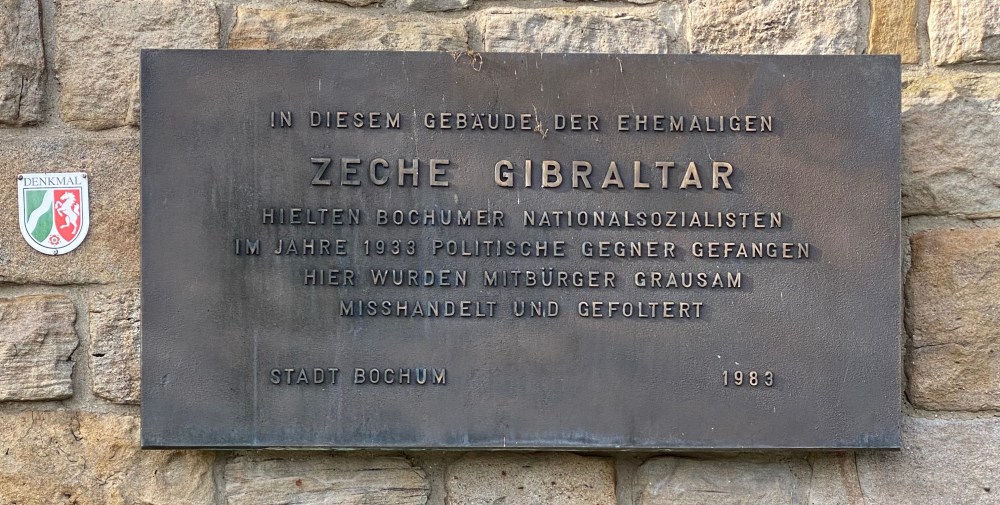 DENKMAL
IN DIESEM GEBÄUDE DER EHEMALIGEN
ZECHE GIBRALTAR
HIELTEN BOCHUMER NATIONALSOZIALISTEN
IM JAHRE 1933 POLITISCHE GEGNER GEFANGEN
HIER WURDEN MITBÜRGER GRAUSAM
MISSHANDELT UND GEFOLTERT
STADT BOCHUM 1983